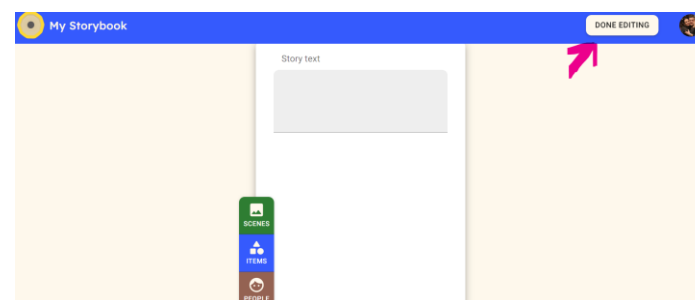 My Storybook
DONE EDITING
Story text
SCENES
ITEMS
PEOPLE